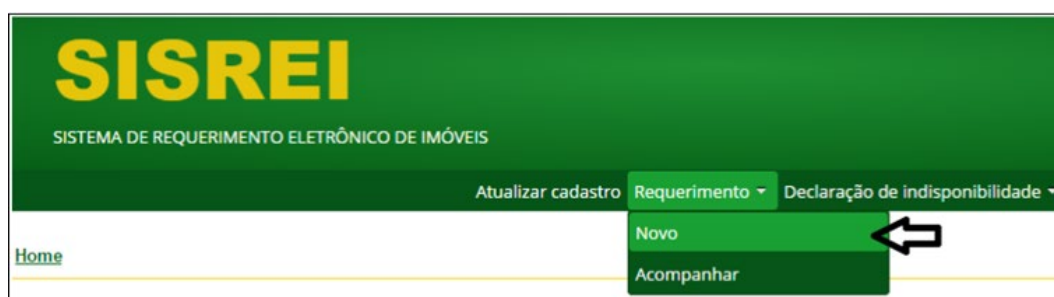 SISREI
SISTEMA DE REQUERIMENTO ELETRÔNICO DE IMÓVEIS
Atualizar cadastro Requerimento Declaração de indisponibilidade
Novo
Home
Acompanhar